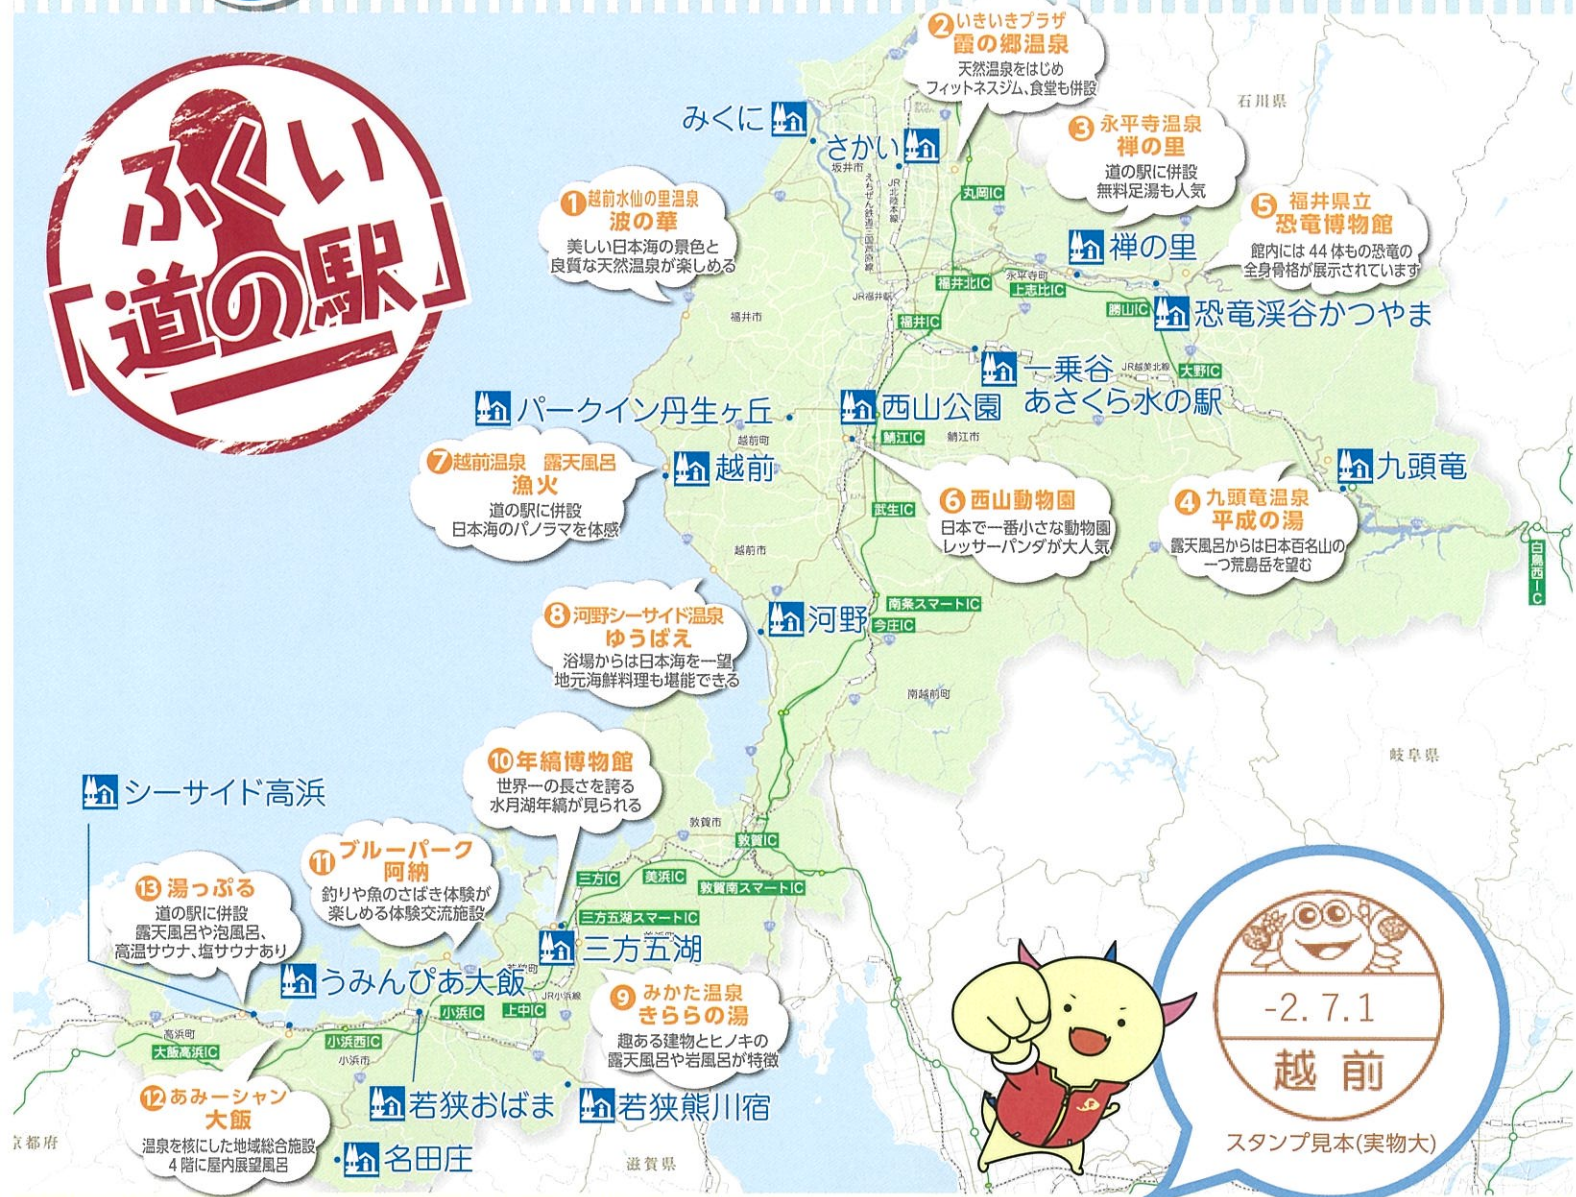 ふくい
「道の駅」
② いきいきプラザ
霞の郷温泉
天然温泉をはじめ
フィットネスジム、食堂も併設
石川県
みくに
さかい
坂井市
えちぜん鉄道三国芦原線
JR北陸本線
丸岡IC
③ 永平寺温泉
禅の里
道の駅に併設
無料足湯も人気
① 越前水仙の里温泉
波の華
美しい日本海の景色と
良質な天然温泉が楽しめる
⑤ 福井県立
恐竜博物館
館内には44体もの恐竜の
全身骨格が展示されています
禅の里
永平寺町
福井北IC
上志比IC
JR福井駅
勝山IC
恐竜渓谷かつやま
福井市
福井IC
一乗谷
あさくら水の駅
JR越美北線
大野IC
パークイン丹生ヶ丘
西山公園
越前町
鯖江IC
鯖江市
⑦ 越前温泉 露天風呂
漁火
道の駅に併設
日本海のパノラマを体感
越前
九頭竜
⑥ 西山動物園
日本で一番小さな動物園
レッサーパンダが大人気
④ 九頭竜温泉
平成の湯
露天風呂からは日本百名山の
一つ荒島岳を望む
武生IC
越前市
白鳥西IC
⑧ 河野シーサイド温泉
ゆうばえ
浴場からは日本海を一望
地元海鮮料理も堪能できる
河野
南条スマートIC
今庄IC
南越前町
岐阜県
⑩ 年縞博物館
世界一の長さを誇る
水月湖年縞が見られる
シーサイド高浜
敦賀市
敦賀IC
⑪ ブルーパーク
阿納
釣りや魚のさばき体験が
楽しめる体験交流施設
三方IC
美浜IC
敦賀南スマートIC
⑬ 湯っぷる
道の駅に併設
露天風呂や泡風呂、
高温サウナ、塩サウナあり
三方五湖スマートIC
三方五湖
うみんぴあ大飯
小浜IC
上中IC
JR小浜線
⑨ みかた温泉
きららの湯
趣ある建物とヒノキの
露天風呂や岩風呂が特徴
高浜町
大飯高浜IC
小浜西IC
小浜市
⑫ あみーシャン
大飯
温泉を核にした地域総合施設
4階に屋内展望風呂
若狭おばま
若狭熊川宿
名田庄
京都府
滋賀県
-2.7.1
越前
スタンプ見本(実物大)